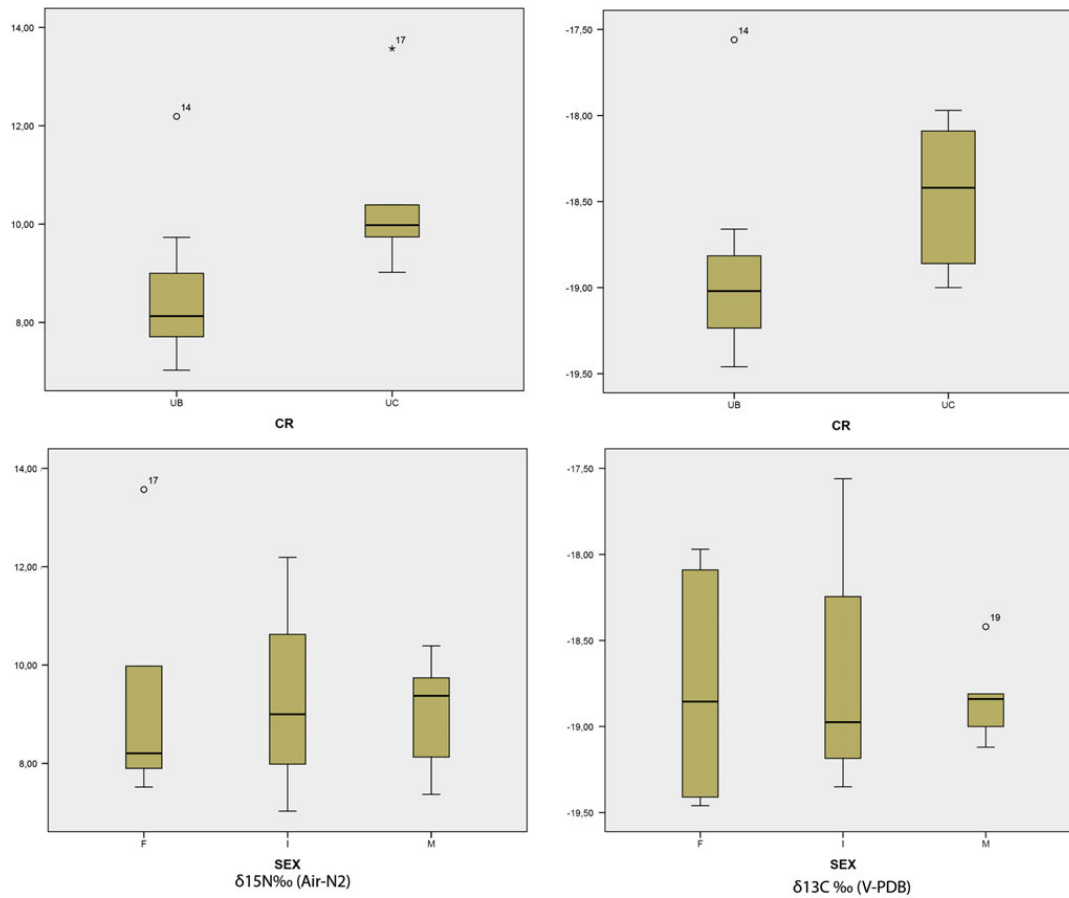 14,00
12,00
10,00
8,00
14
17
UB
UC
CR
-17,50
-18,00
-18,50
-19,00
-19,50
14
UB
UC
CR
14,00
12,00
10,00
8,00
17
F
I
M
SEX
δ15N‰ (Air-N2)
-17,50
-18,00
-18,50
-19,00
-19,50
19
F
I
M
SEX
δ13C ‰ (V-PDB)